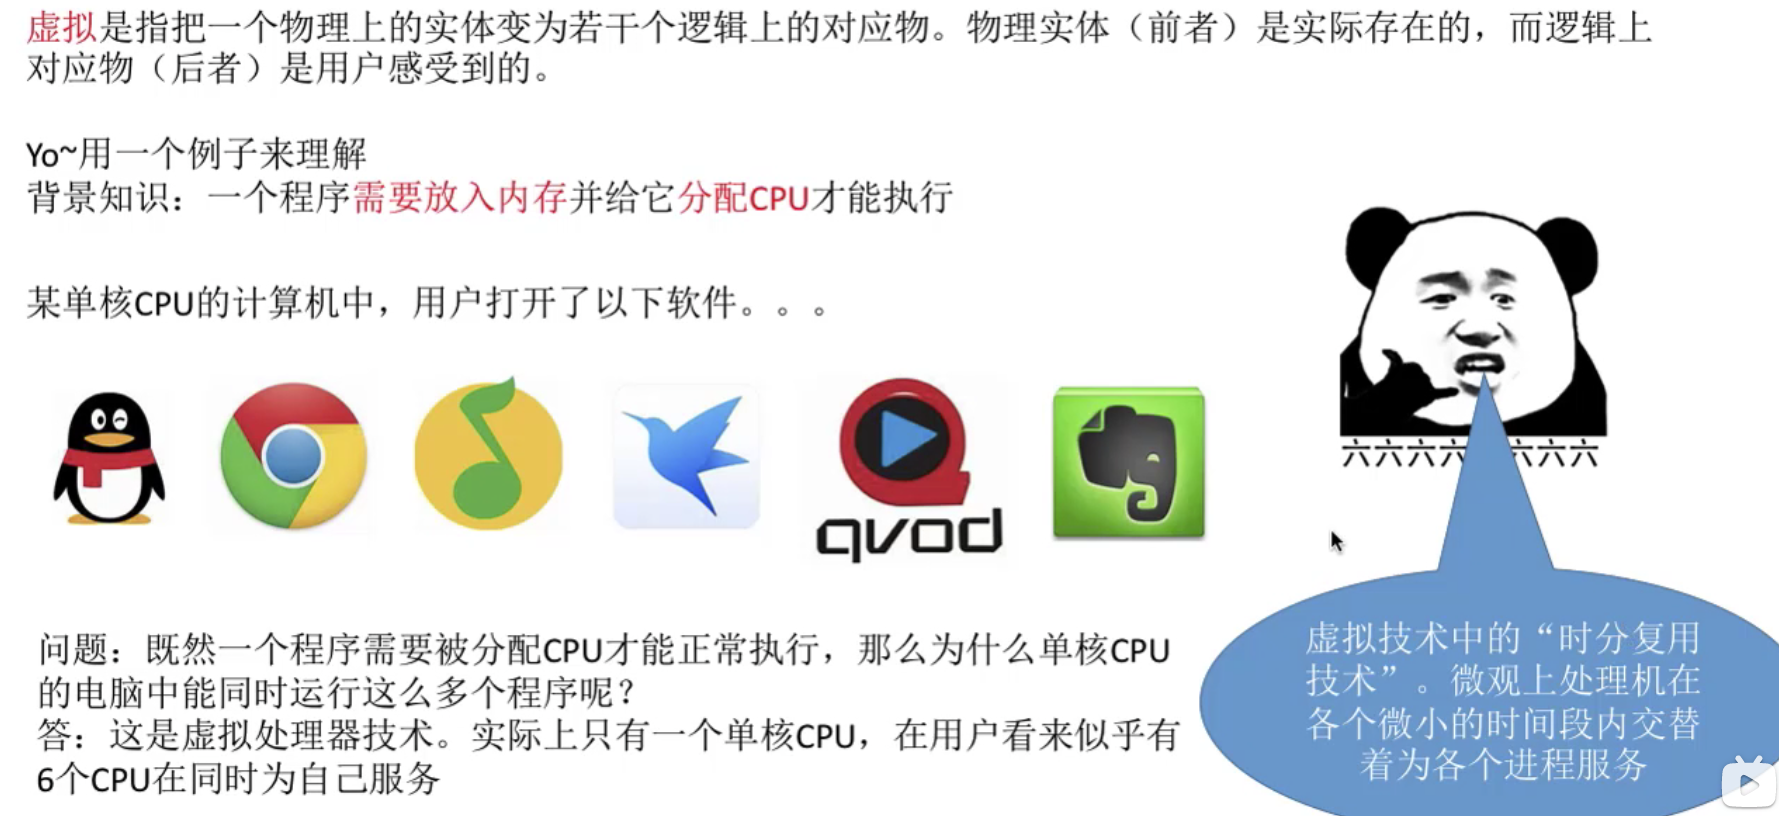 虚拟是指把一个物理上的实体变为若干个逻辑上的对应物。物理实体（前者）是实际存在的，而逻辑上
对应物（后者）是用户感受到的。
Yo~用一个例子来理解
背景知识：一个程序需要放入内存并给它分配CPU才能执行
某单核CPU的计算机中，用户打开了以下软件。。。
qvod
六六六六六六六
问题：既然一个程序需要被分配CPU才能正常执行，那么为什么单核CPU
的电脑中能同时运行这么多个程序呢？
答：这是虚拟处理器技术。实际上只有一个单核CPU，在用户看来似乎有
6个CPU在同时为自己服务
虚拟技术中的“时分复用
技术”。微观上处理机在
各个微小的时间段内交替
着为各个进程服务